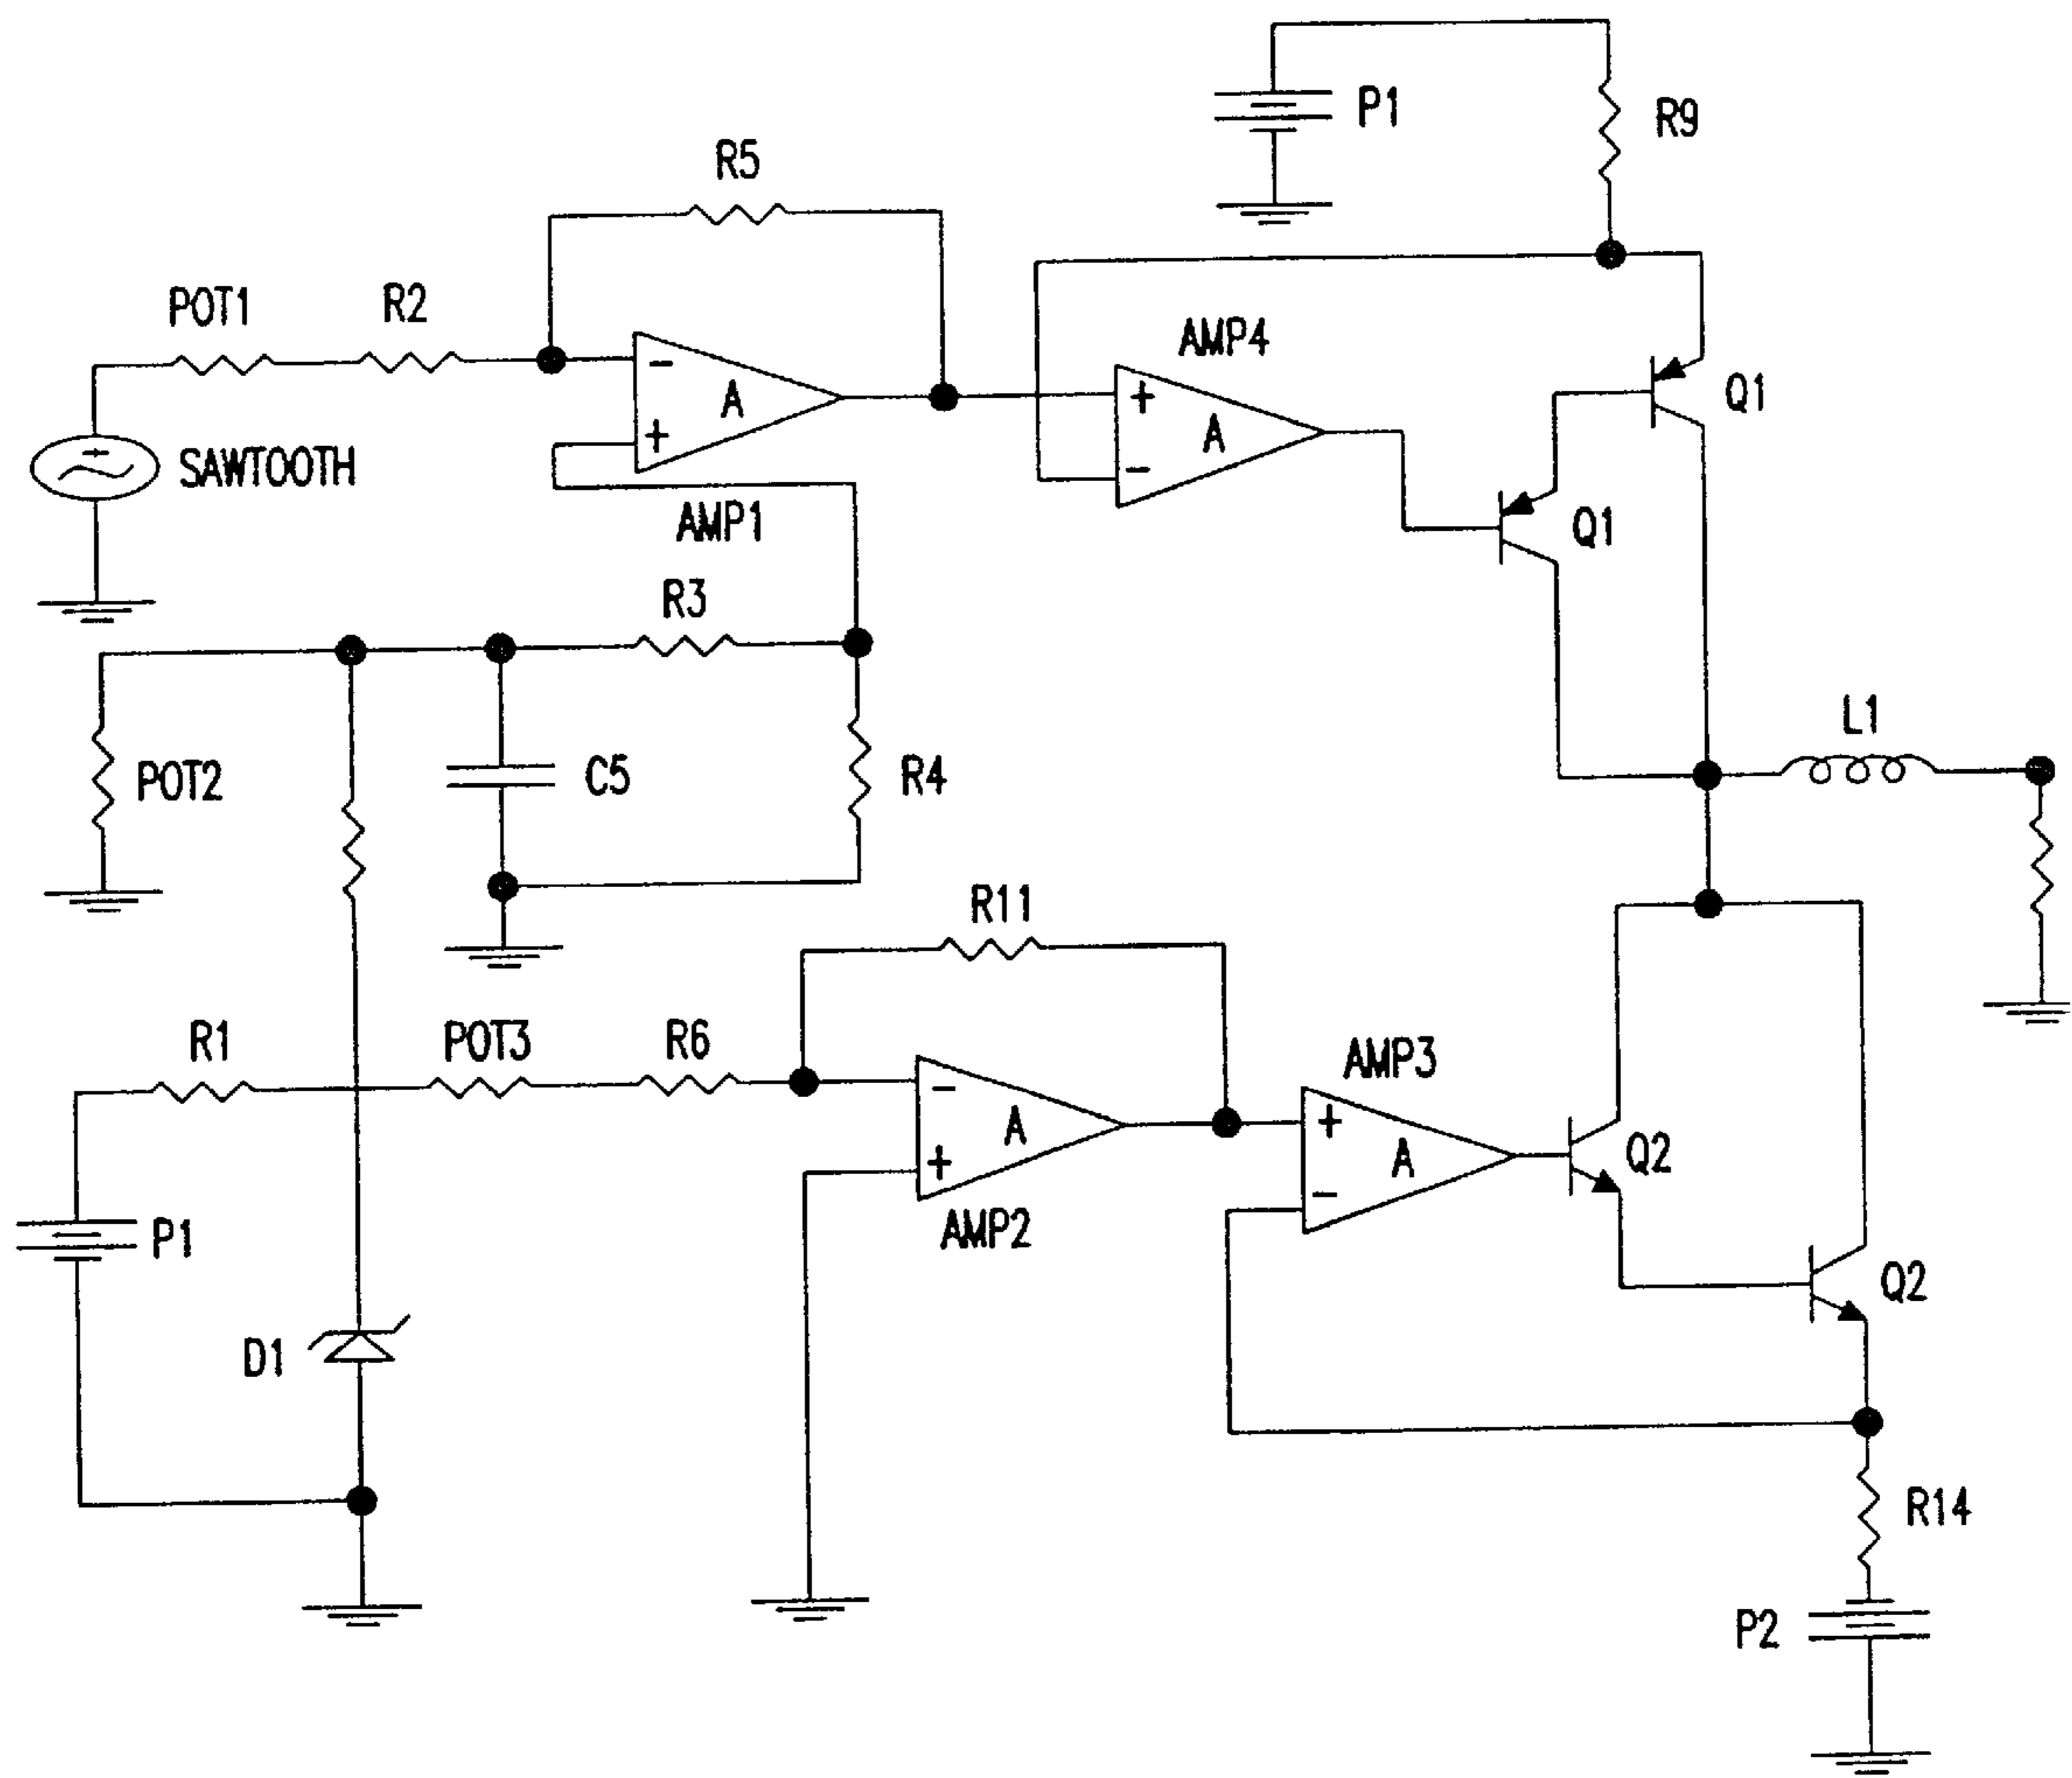 P1
R9
R5
POT1
R2
AMP4
-
A
+
+
A
-
Q1
SAWTOOTH
+
AMP1
Q1
R3
L1
POT2
C5
R4
R11
R1
POT3
R6
AMP3
-
A
+
+
A
-
Q2
AMP2
P1
Q2
D1
R14
P2